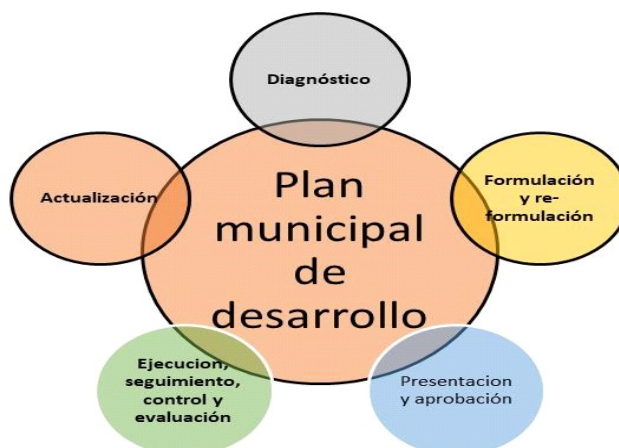 Diagnóstico
Actualización
Plan
municipal
de
desarrollo
Formulación
y re-
formulación
Ejecucion,
seguimiento,
control y
evaluación
Presentacion
y aprobación